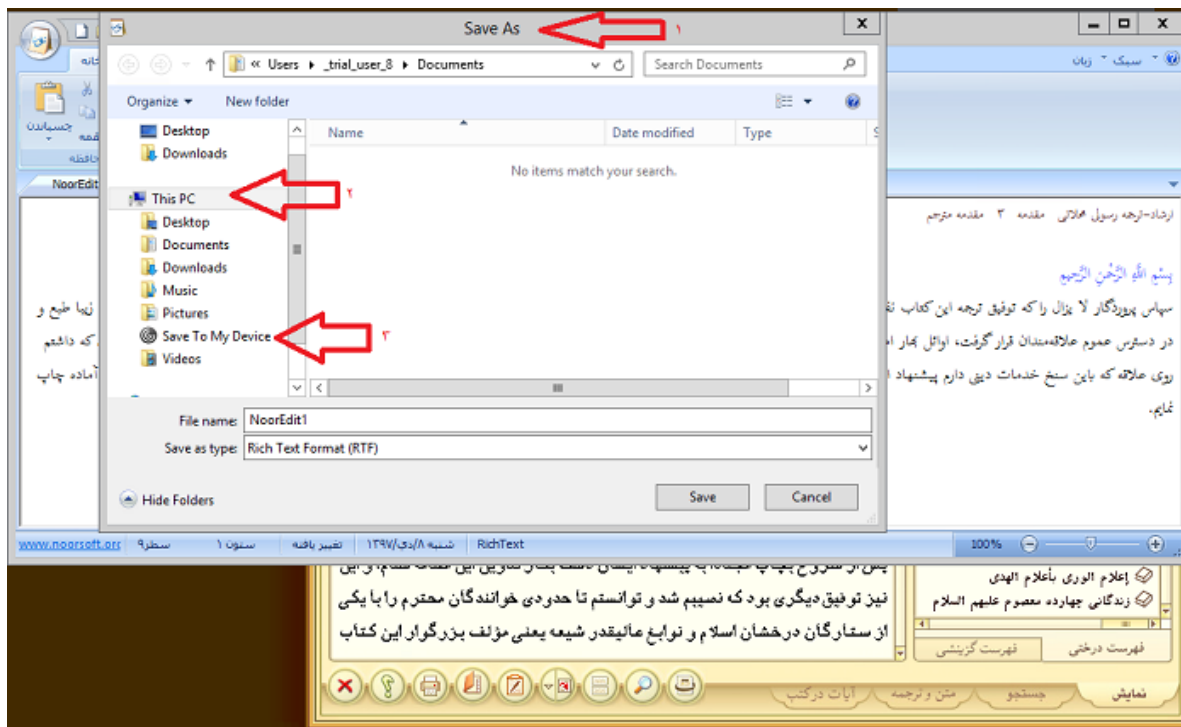 Save As
۱
سبک
زبان
« Users ▸ _trial_user_8 ▸ Documents
Search Documents
Organize
New folder
چسباندن
Desktop
Downloads
Name
Date modified
Type
No items match your search.
NoorEdit
This PC
۲
Desktop
Documents
Downloads
Music
Pictures
Save To My Device
۳
Videos
ارشاد-ترجمه رسول محلاتی مقدمه ۳ مقدمه مترجم
بِسْمِ اللَّهِ الرَّحْمنِ الرَّحِيمِ
سپاس پروردگار لا یزال را که توفیق ترجمه این کتاب
زیبا طبع و
در دسترس عموم علاقه‌مندان قرار گرفت، اوائل بهار
که داشتم
روی علاقه که باین سنخ خدمات دینی دارم پیشنهاد
آماده چاپ
نمایم.
File name: NoorEdit1
Save as type: Rich Text Format (RTF)
Hide Folders
Save
Cancel
www.noorsoft.org
سطر۹
ستون ۱
تغییر یافته
شنبه ۸/دی/۱۳۹۷
RichText
100%
نیز توفیق دیگری بود که نصیبم شد و توانستم تا حدودی خوانندگان محترم را با یکی
از ستارگان درخشان اسلام و نوابغ عالیقدر شیعه یعنی مؤلف بزرگوار این کتاب
إعلام الوری بأعلام الهدی
زندگانی چهارده معصوم علیهم السلام
فهرست درختی
فهرست گزینشی
نمایش
جستجو
متن و ترجمه
آیات در کتب